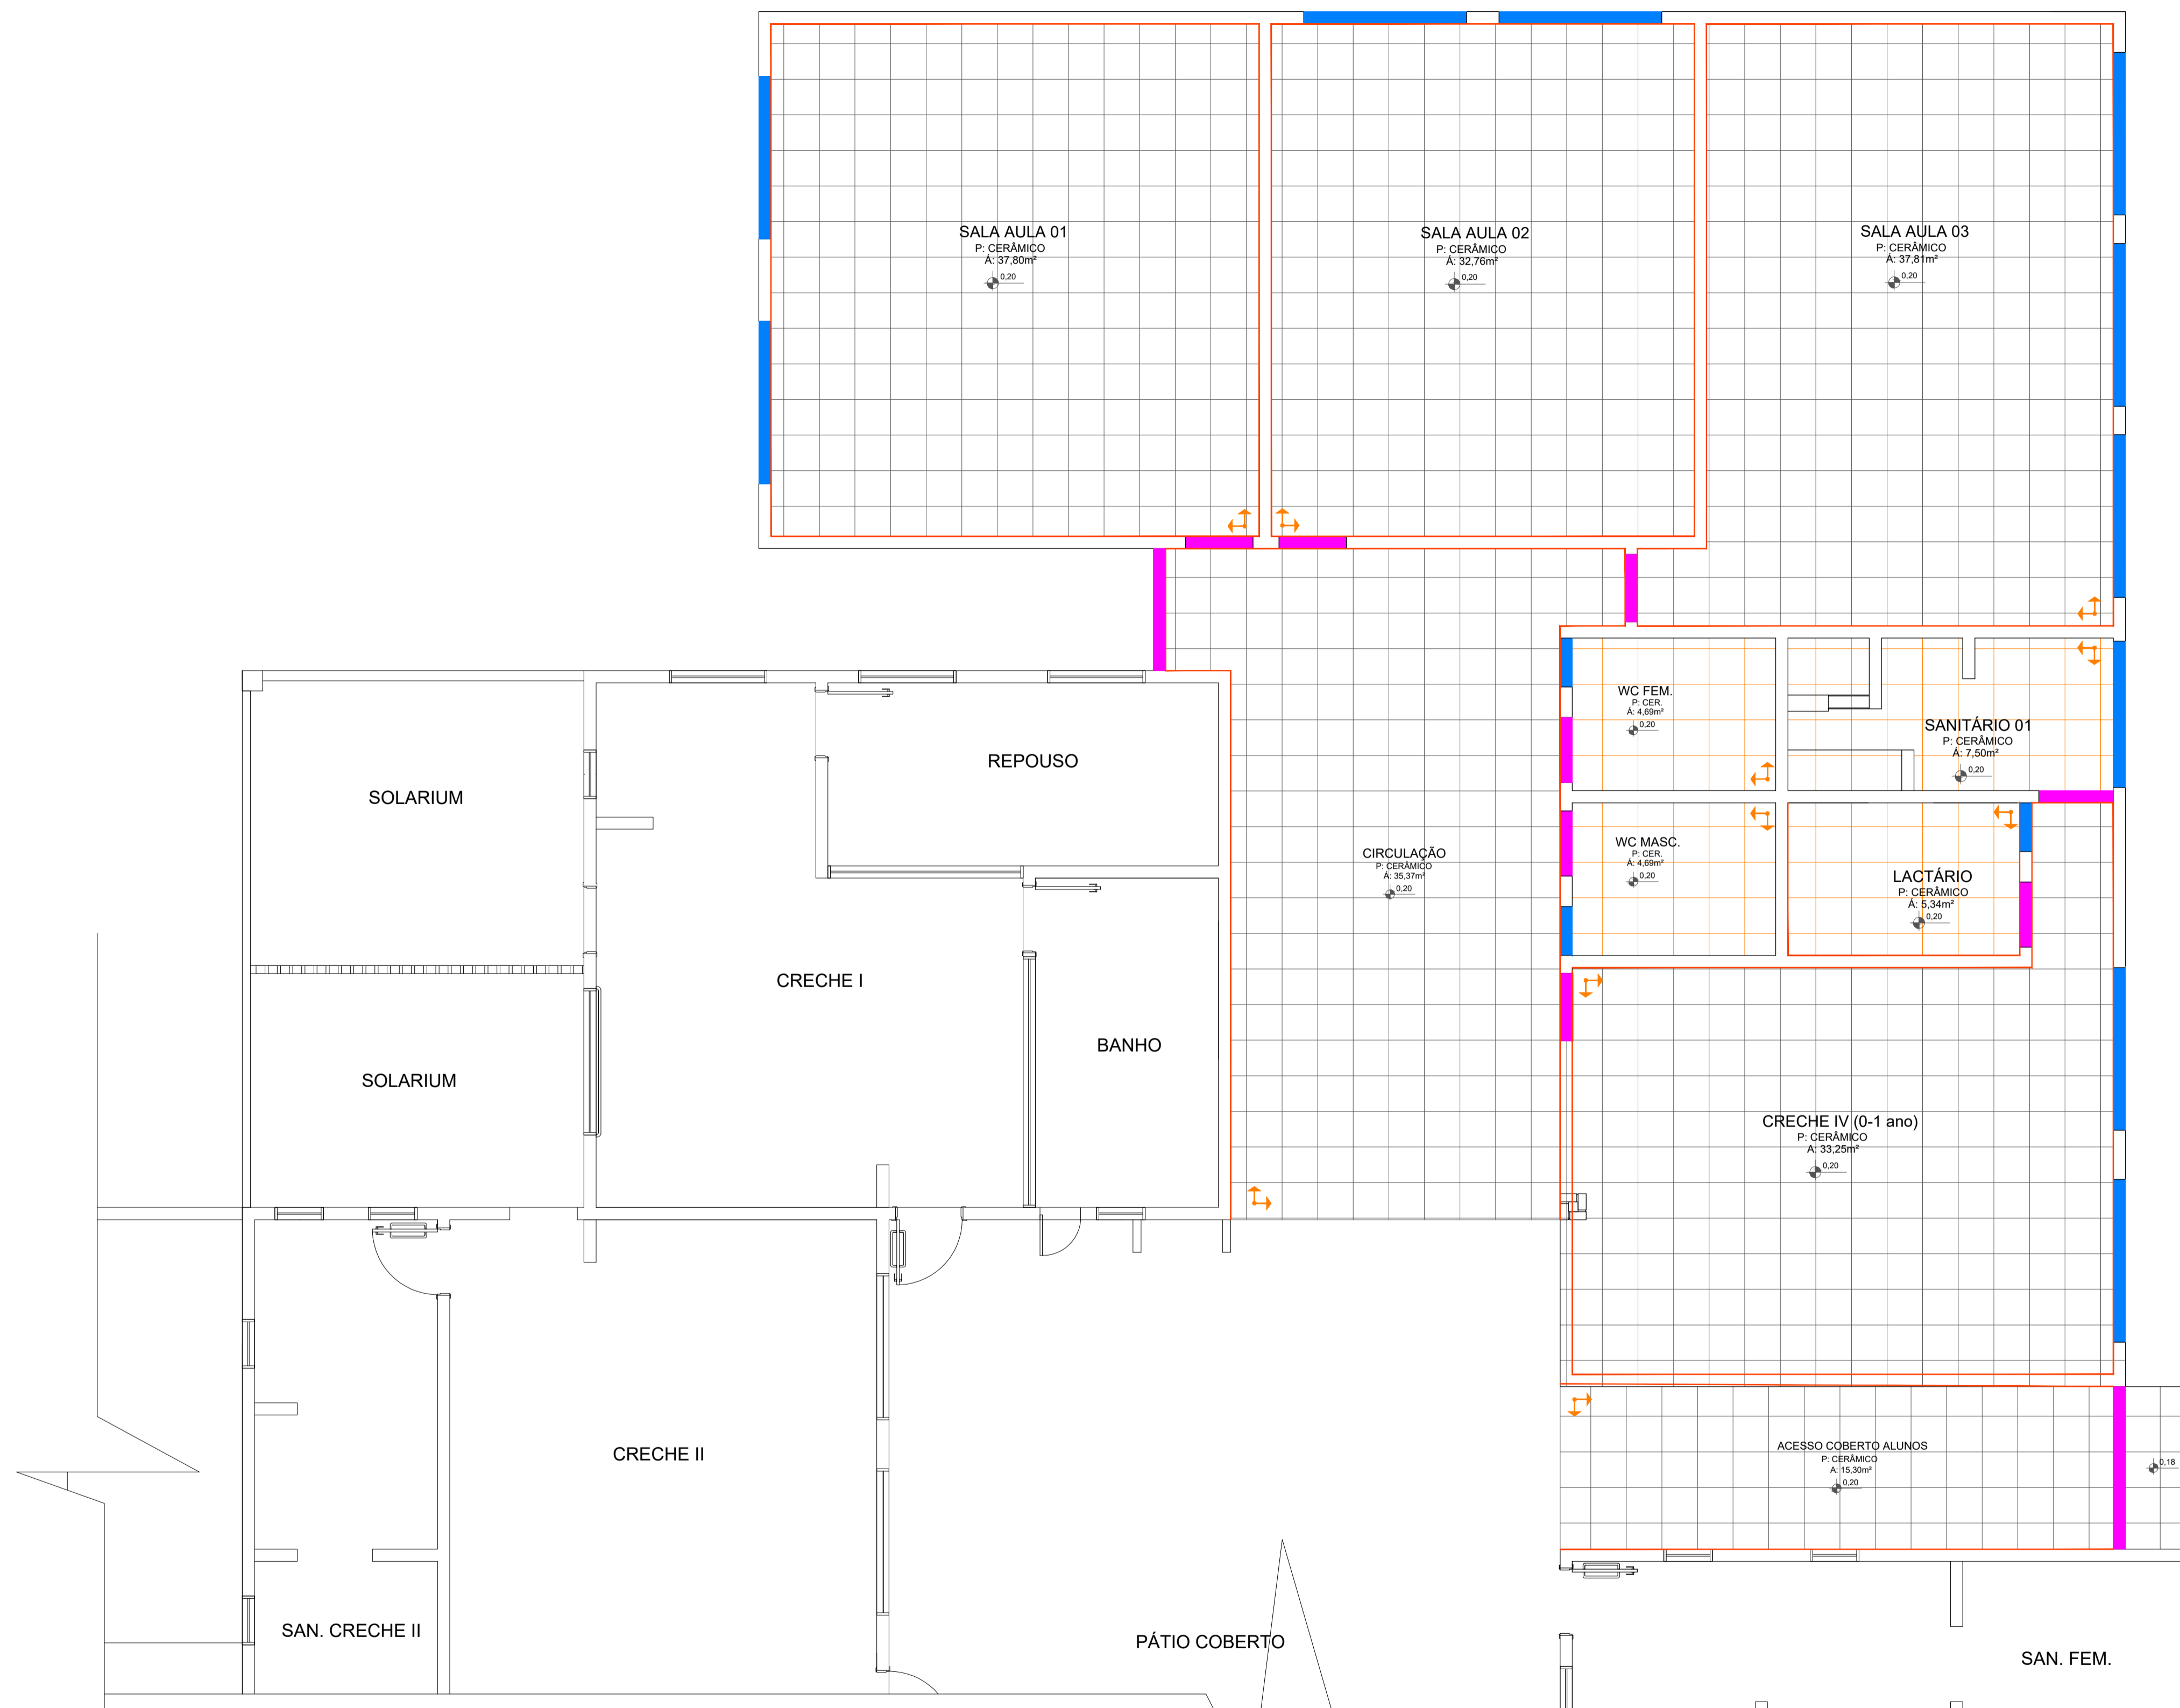 SALA AULA 01
P: CERÂMICO
Á: 37,80m²
0,20
SALA AULA 02
P: CERÂMICO
Á: 32,76m²
0,20
SALA AULA 03
P: CERÂMICO
Á: 37,81m²
0,20
WC FEM.
P: CER.
Á: 4,69m²
0,20
SANITÁRIO 01
P: CERÂMICO
Á: 7,50m²
0,20
REPOUSO
SOLARIUM
WC MASC.
P: CER.
Á: 4,69m²
0,20
CIRCULAÇÃO
P: CERÂMICO
Á: 35,37m²
0,20
LACTÁRIO
P: CERÂMICO
Á: 5,34m²
0,20
CRECHE I
BANHO
SOLARIUM
CRECHE IV (0-1 ano)
P: CERÂMICO
A: 33,25m²
0,20
CRECHE II
ACESSO COBERTO ALUNOS
P: CERÂMICO
A: 15,30m²
0,20
0,18
SAN. CRECHE II
PÁTIO COBERTO
SAN. FEM.